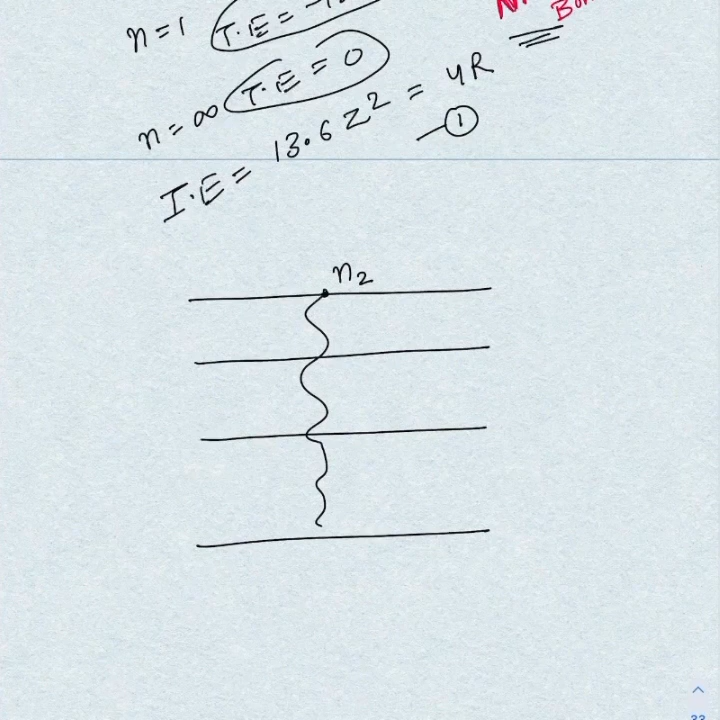 n=1 T.E =
n=∞ T.E = 0
I.E = 13.6 Z² = 4R
①
n₂